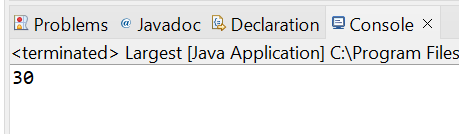 Problems @ Javadoc Declaration Console
<terminated> Largest [Java Application] C:\Program Files
30